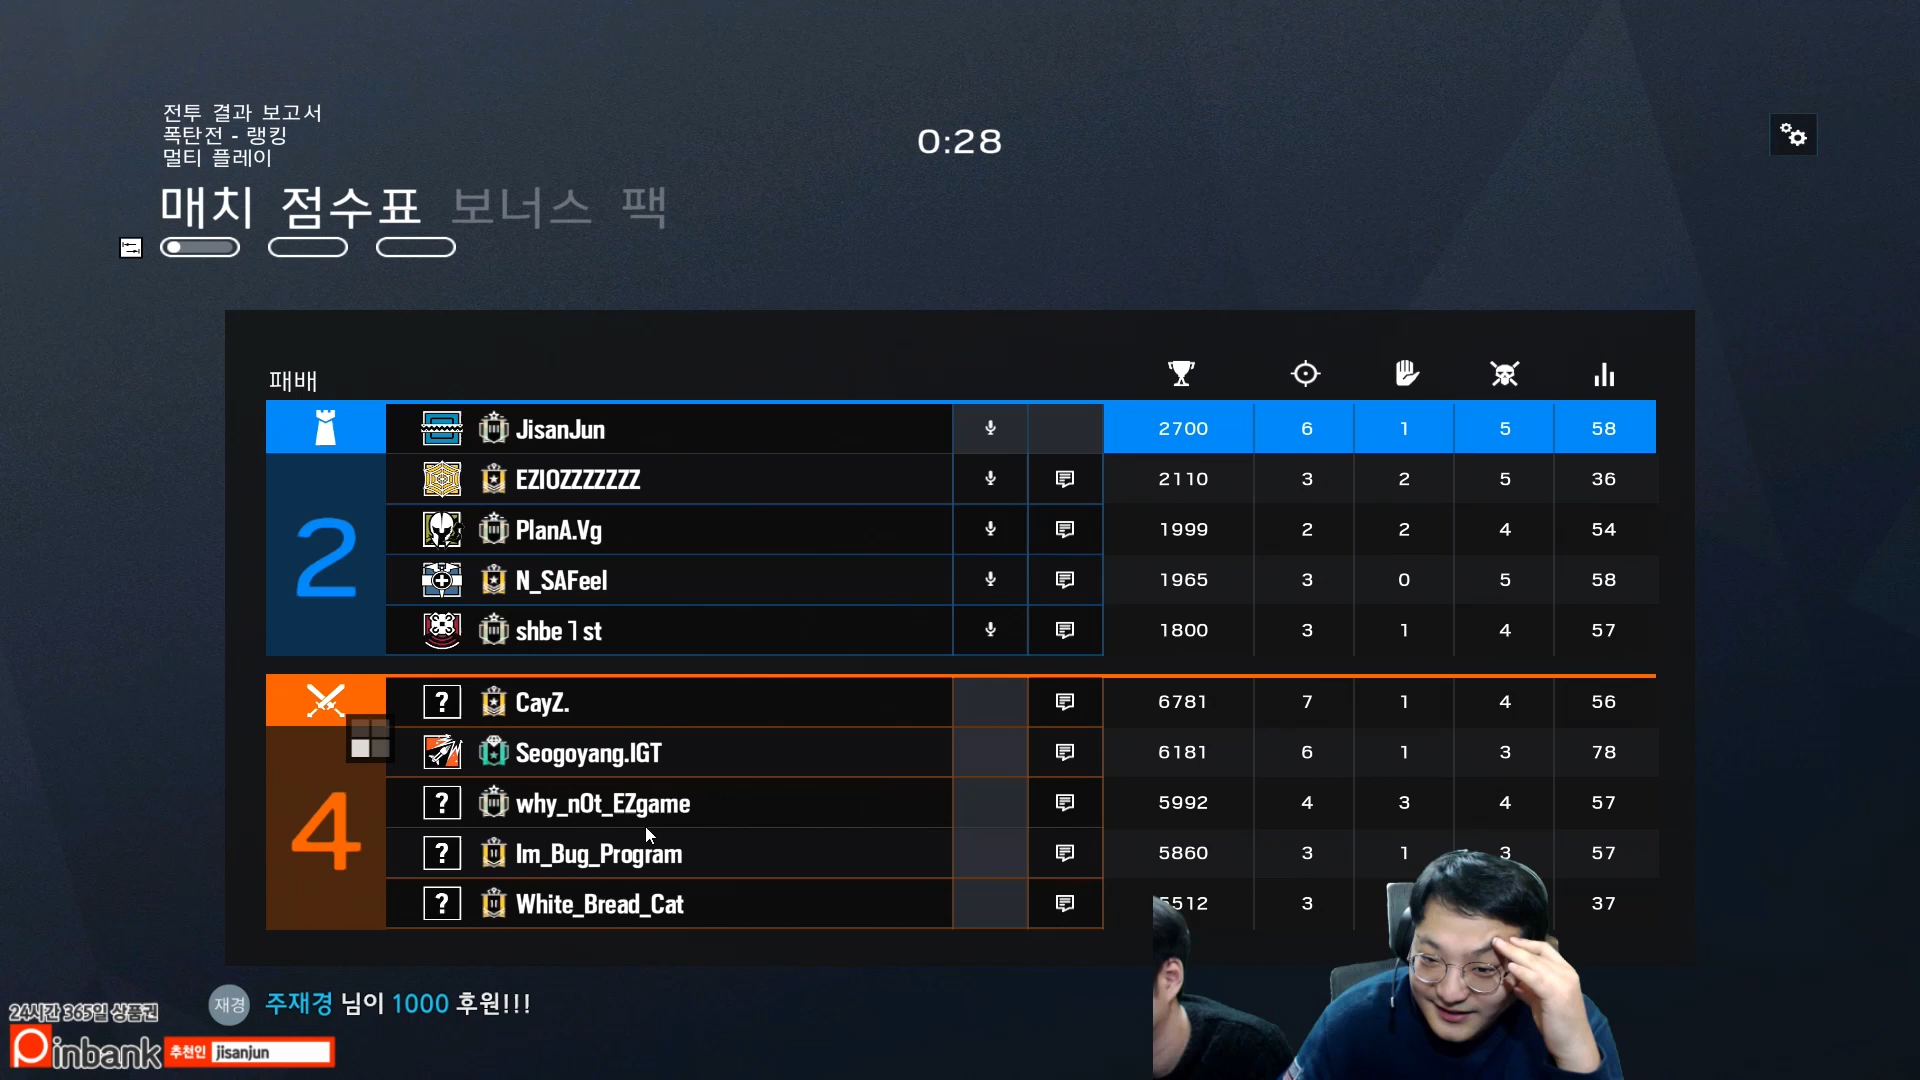 전투 결과 보고서
폭탄전 - 랭킹
멀티 플레이
0:28
매치 점수표 보너스 팩
패배
JisanJun 2700 6 1 5 58
EZIOZZZZZZZ 2110 3 2 5 36
2
PlanA.Vg 1999 2 2 4 54
N_SAFeel 1965 3 0 5 58
shbe1st 1800 3 1 4 57
? CayZ. 6781 7 1 4 56
Seogoyang.IGT 6181 6 1 3 78
4
? why_n0t_EZgame 5992 4 3 4 57
? Im_Bug_Program 5860 3 1 3 57
? White_Bread_Cat 5512 3 37
재경 주재경 님이 1000 후원!!!
24시간 365일 상품권
Pinbank 추천인 jisanjun